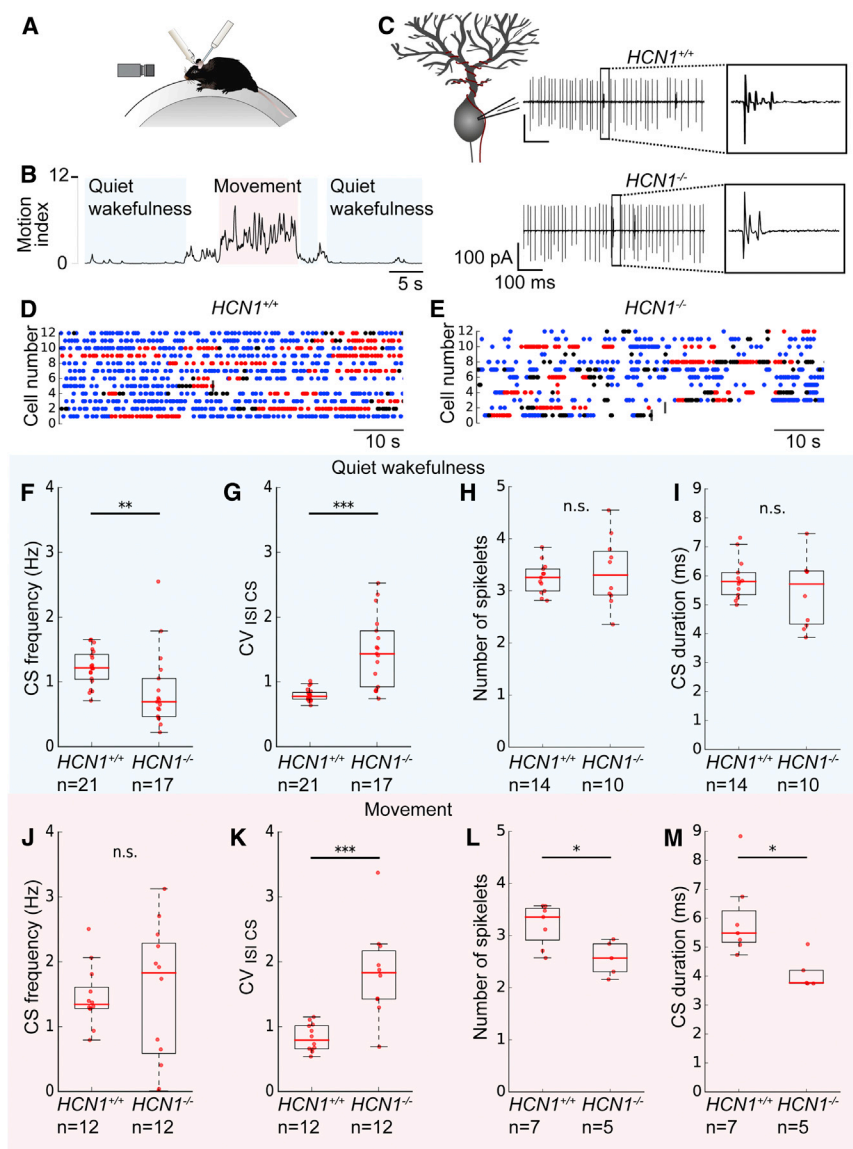 A
C
HCN1+/+
B
12
Quiet
wakefulness
Movement
Quiet
wakefulness
Motion
index
0
5 s
HCN1-/-
100 pA
100 ms
D
HCN1+/+
Cell number
12
10
8
6
4
2
0
10 s
E
HCN1-/-
Cell number
12
10
8
6
4
2
0
10 s
Quiet wakefulness
F
CS frequency (Hz)
4
3
2
1
0
**
HCN1+/+ HCN1-/-
n=21 n=17
G
CV ISI CS
4
3
2
1
0
***
HCN1+/+ HCN1-/-
n=21 n=17
H
Number of spikelets
5
4
3
2
1
0
n.s.
HCN1+/+ HCN1-/-
n=14 n=10
I
CS duration (ms)
9
8
7
6
5
4
3
2
1
0
n.s.
HCN1+/+ HCN1-/-
n=14 n=10
Movement
J
CS frequency (Hz)
4
3
2
1
0
n.s.
HCN1+/+ HCN1-/-
n=12 n=12
K
CV ISI CS
4
3
2
1
0
***
HCN1+/+ HCN1-/-
n=12 n=12
L
Number of spikelets
5
4
3
2
1
0
*
HCN1+/+ HCN1-/-
n=7 n=5
M
CS duration (ms)
9
8
7
6
5
4
3
2
1
0
*
HCN1+/+ HCN1-/-
n=7 n=5